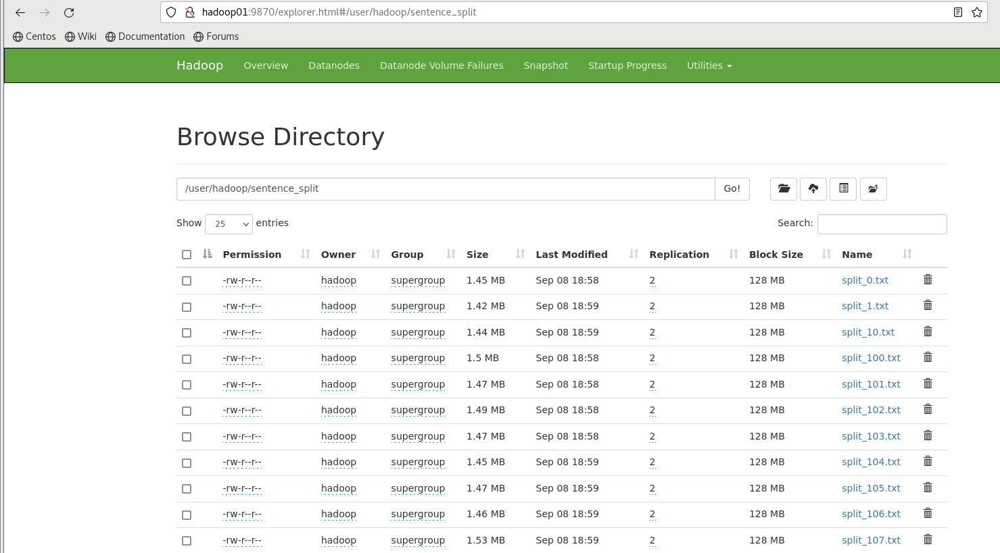 hadoop01:9870/explorer.html#/user/hadoop/sentence_split
Centos Wiki Documentation Forums
Hadoop Overview Datanodes Datanode Volume Failures Snapshot Startup Progress Utilities
Browse Directory
/user/hadoop/sentence_split Go!
Show 25 entries Search:
Permission Owner Group Size Last Modified Replication Block Size Name
-rw-r--r-- hadoop supergroup 1.45 MB Sep 08 18:58 2 128 MB split_0.txt
-rw-r--r-- hadoop supergroup 1.42 MB Sep 08 18:59 2 128 MB split_1.txt
-rw-r--r-- hadoop supergroup 1.44 MB Sep 08 18:59 2 128 MB split_10.txt
-rw-r--r-- hadoop supergroup 1.5 MB Sep 08 18:58 2 128 MB split_100.txt
-rw-r--r-- hadoop supergroup 1.47 MB Sep 08 18:58 2 128 MB split_101.txt
-rw-r--r-- hadoop supergroup 1.49 MB Sep 08 18:58 2 128 MB split_102.txt
-rw-r--r-- hadoop supergroup 1.47 MB Sep 08 18:58 2 128 MB split_103.txt
-rw-r--r-- hadoop supergroup 1.45 MB Sep 08 18:59 2 128 MB split_104.txt
-rw-r--r-- hadoop supergroup 1.47 MB Sep 08 18:59 2 128 MB split_105.txt
-rw-r--r-- hadoop supergroup 1.46 MB Sep 08 18:59 2 128 MB split_106.txt
-rw-r--r-- hadoop supergroup 1.53 MB Sep 08 18:59 2 128 MB split_107.txt